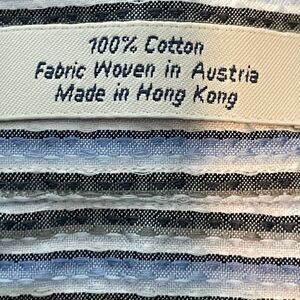 100% Cotton
Fabric Woven in Austria
Made in Hong Kong